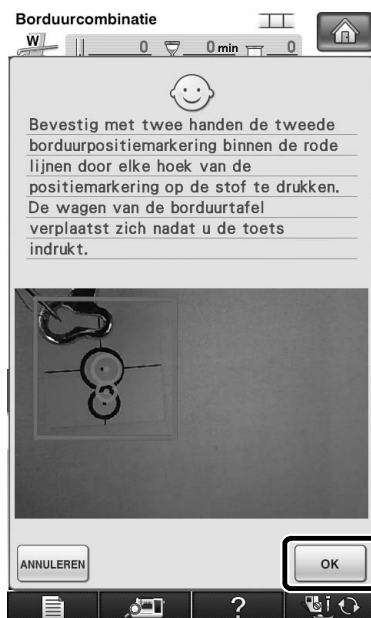 Borduurcombinatie
W
0 0 min 0
Bevestig met twee handen de tweede
borduurpositiemarkering binnen de rode
lijnen door elke hoek van de
positiemarkering op de stof te drukken.
De wagen van de borduurtafel
verplaatst zich nadat u de toets
indrukt.
ANNULEREN
OK
?